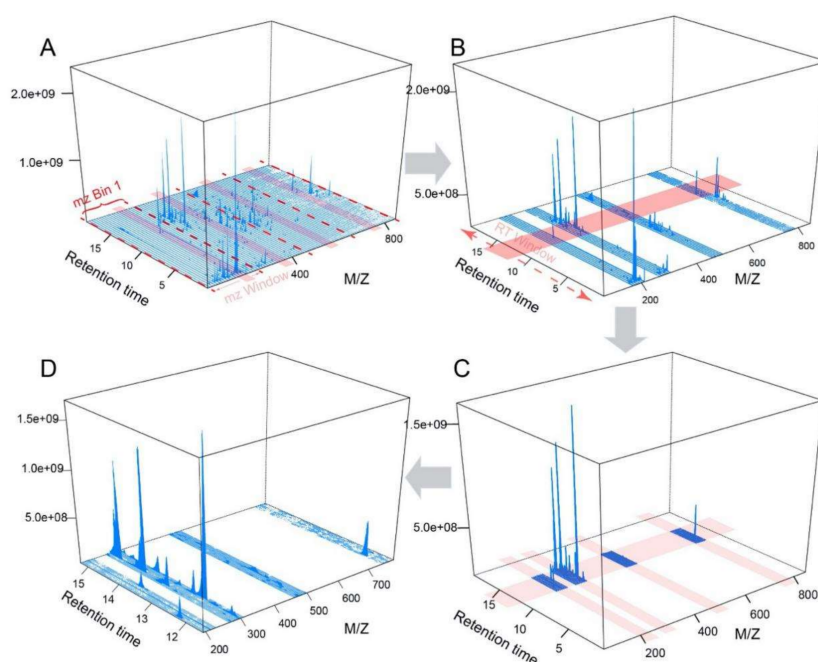 A
2.0e+09
1.0e+09
mz Bin 1
15
10
5
Retention time
mz Window
400
800
M/Z
B
2.0e+09
5.0e+08
RT Window
15
10
5
Retention time
200
400
600
800
M/Z
D
1.5e+09
1.0e+09
5.0e+08
15
14
13
12
Retention time
200
300
400
500
600
700
M/Z
C
1.5e+09
5.0e+08
15
10
5
Retention time
200
400
600
800
M/Z